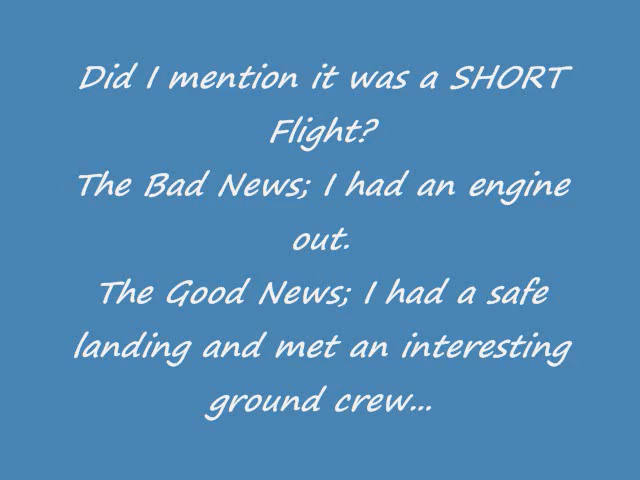 Did I mention it was a SHORT
Flight?
The Bad News; I had an engine
out.
The Good News; I had a safe
landing and met an interesting
ground crew...